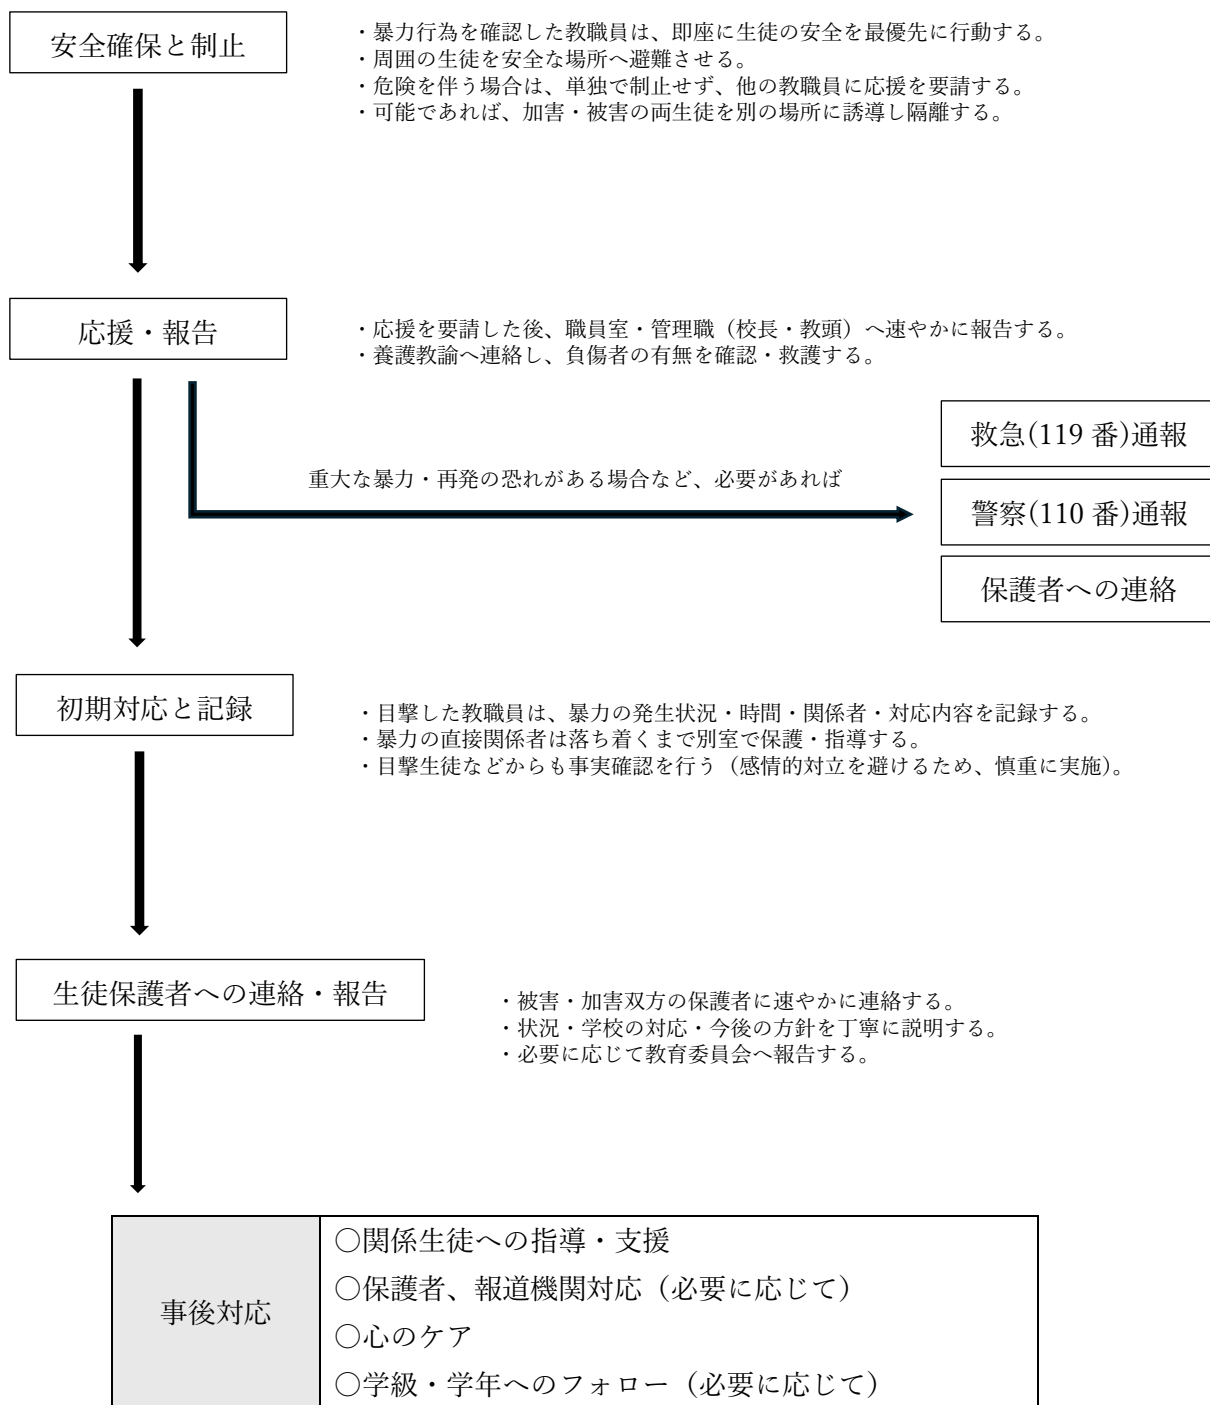 安全確保と制止
・暴力行為を確認した教職員は、即座に生徒の安全を最優先に行動する。
・周囲の生徒を安全な場所へ避難させる。
・危険を伴う場合は、単独で制止せず、他の教職員に応援を要請する。
・可能であれば、加害・被害の両生徒を別の場所に誘導し隔離する。
応援・報告
・応援を要請した後、職員室・管理職（校長・教頭）へ速やかに報告する。
・養護教諭へ連絡し、負傷者の有無を確認・救護する。
重大な暴力・再発の恐れがある場合など、必要があれば
救急(119 番)通報
警察(110 番)通報
保護者への連絡
初期対応と記録
・目撃した教職員は、暴力の発生状況・時間・関係者・対応内容を記録する。
・暴力の直接関係者は落ち着くまで別室で保護・指導する。
・目撃生徒などからも事実確認を行う（感情的対立を避けるため、慎重に実施）。
生徒保護者への連絡・報告
・被害・加害双方の保護者に速やかに連絡する。
・状況・学校の対応・今後の方針を丁寧に説明する。
・必要に応じて教育委員会へ報告する。
事後対応
〇関係生徒への指導・支援
〇保護者、報道機関対応（必要に応じて）
〇心のケア
〇学級・学年へのフォロー（必要に応じて）